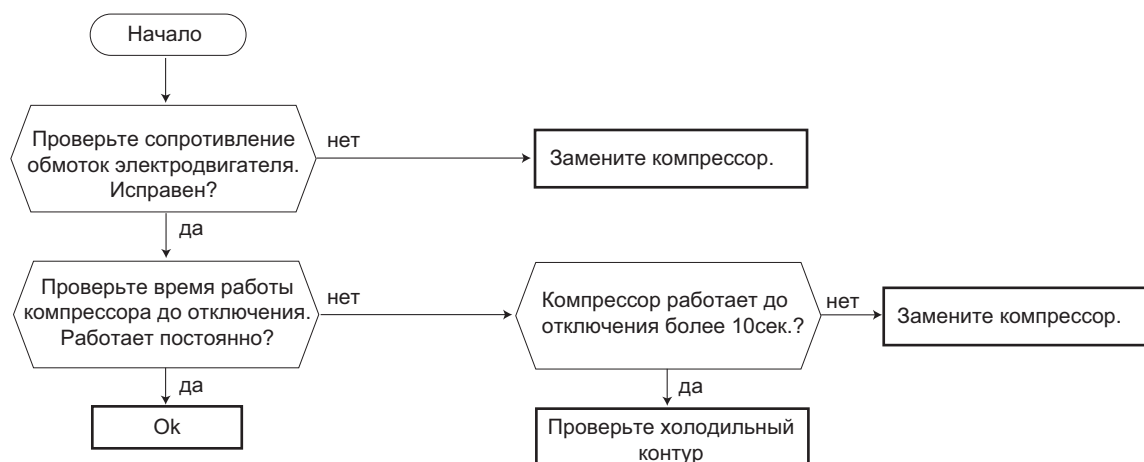 Начало
Проверьте сопротивление
обмоток электродвигателя.
Исправен?
нет
Замените компрессор.
да
Проверьте время работы
компрессора до отключения.
Работает постоянно?
нет
Компрессор работает до
отключения более 10сек.?
нет
Замените компрессор.
да
Ok
да
Проверьте холодильный
контур